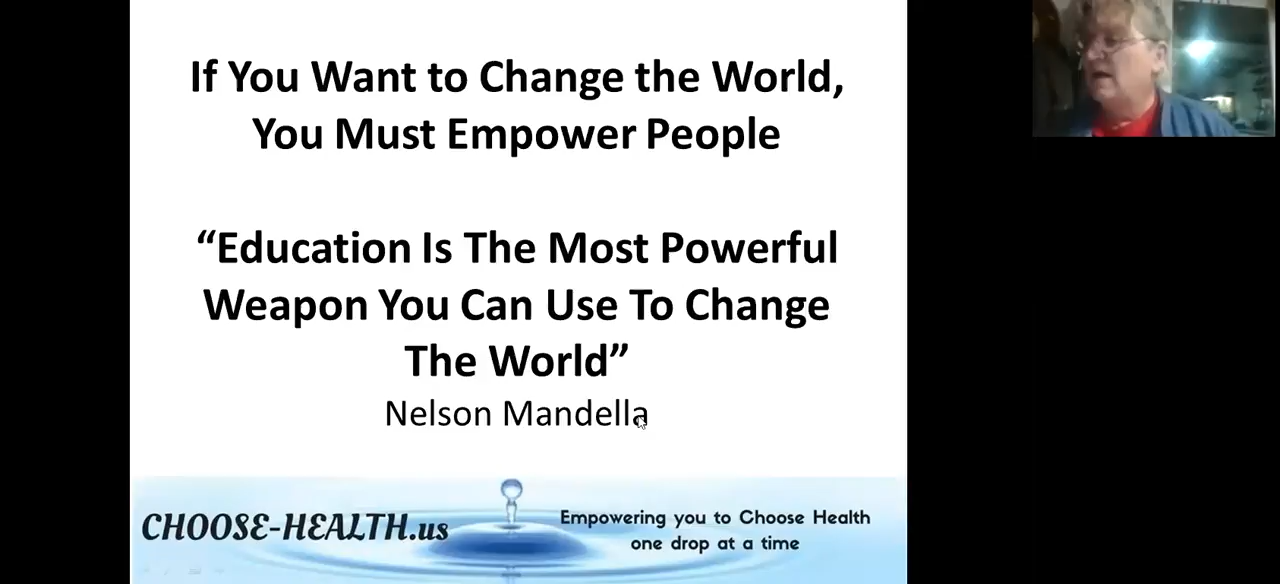 If You Want to Change the World,
You Must Empower People
“Education Is The Most Powerful
Weapon You Can Use To Change
The World”
Nelson Mandella
CHOOSE-HEALTH.us
Empowering you to Choose Health
one drop at a time